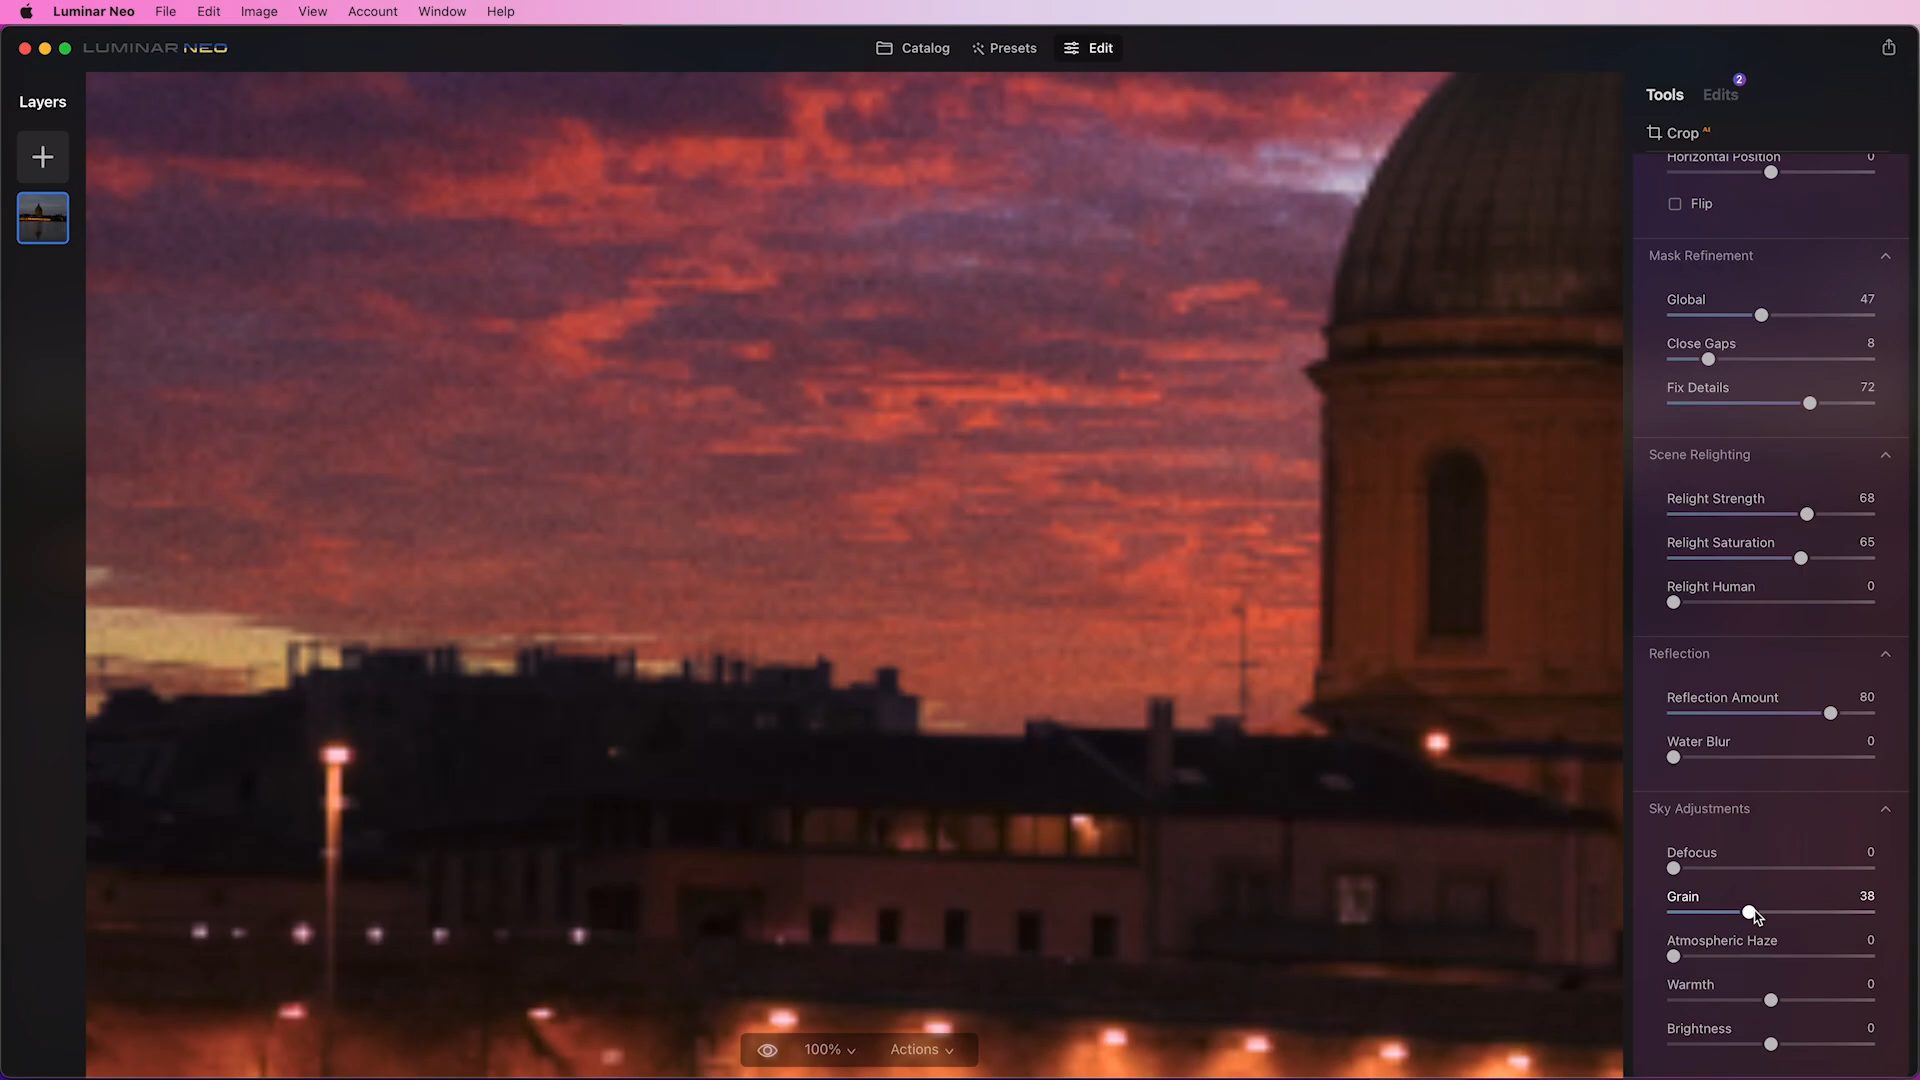 Luminar Neo File Edit Image View Account Window Help
LUMINAR NEO
Catalog Presets Edit
Layers
Tools Edits 2
Crop AI
Horizontal Position 0
Flip
Mask Refinement
Global 47
Close Gaps 8
Fix Details 72
Scene Relighting
Relight Strength 68
Relight Saturation 65
Relight Human 0
Reflection
Reflection Amount 80
Water Blur 0
Sky Adjustments
Defocus 0
Grain 38
Atmospheric Haze 0
Warmth 0
Brightness 0
100% Actions